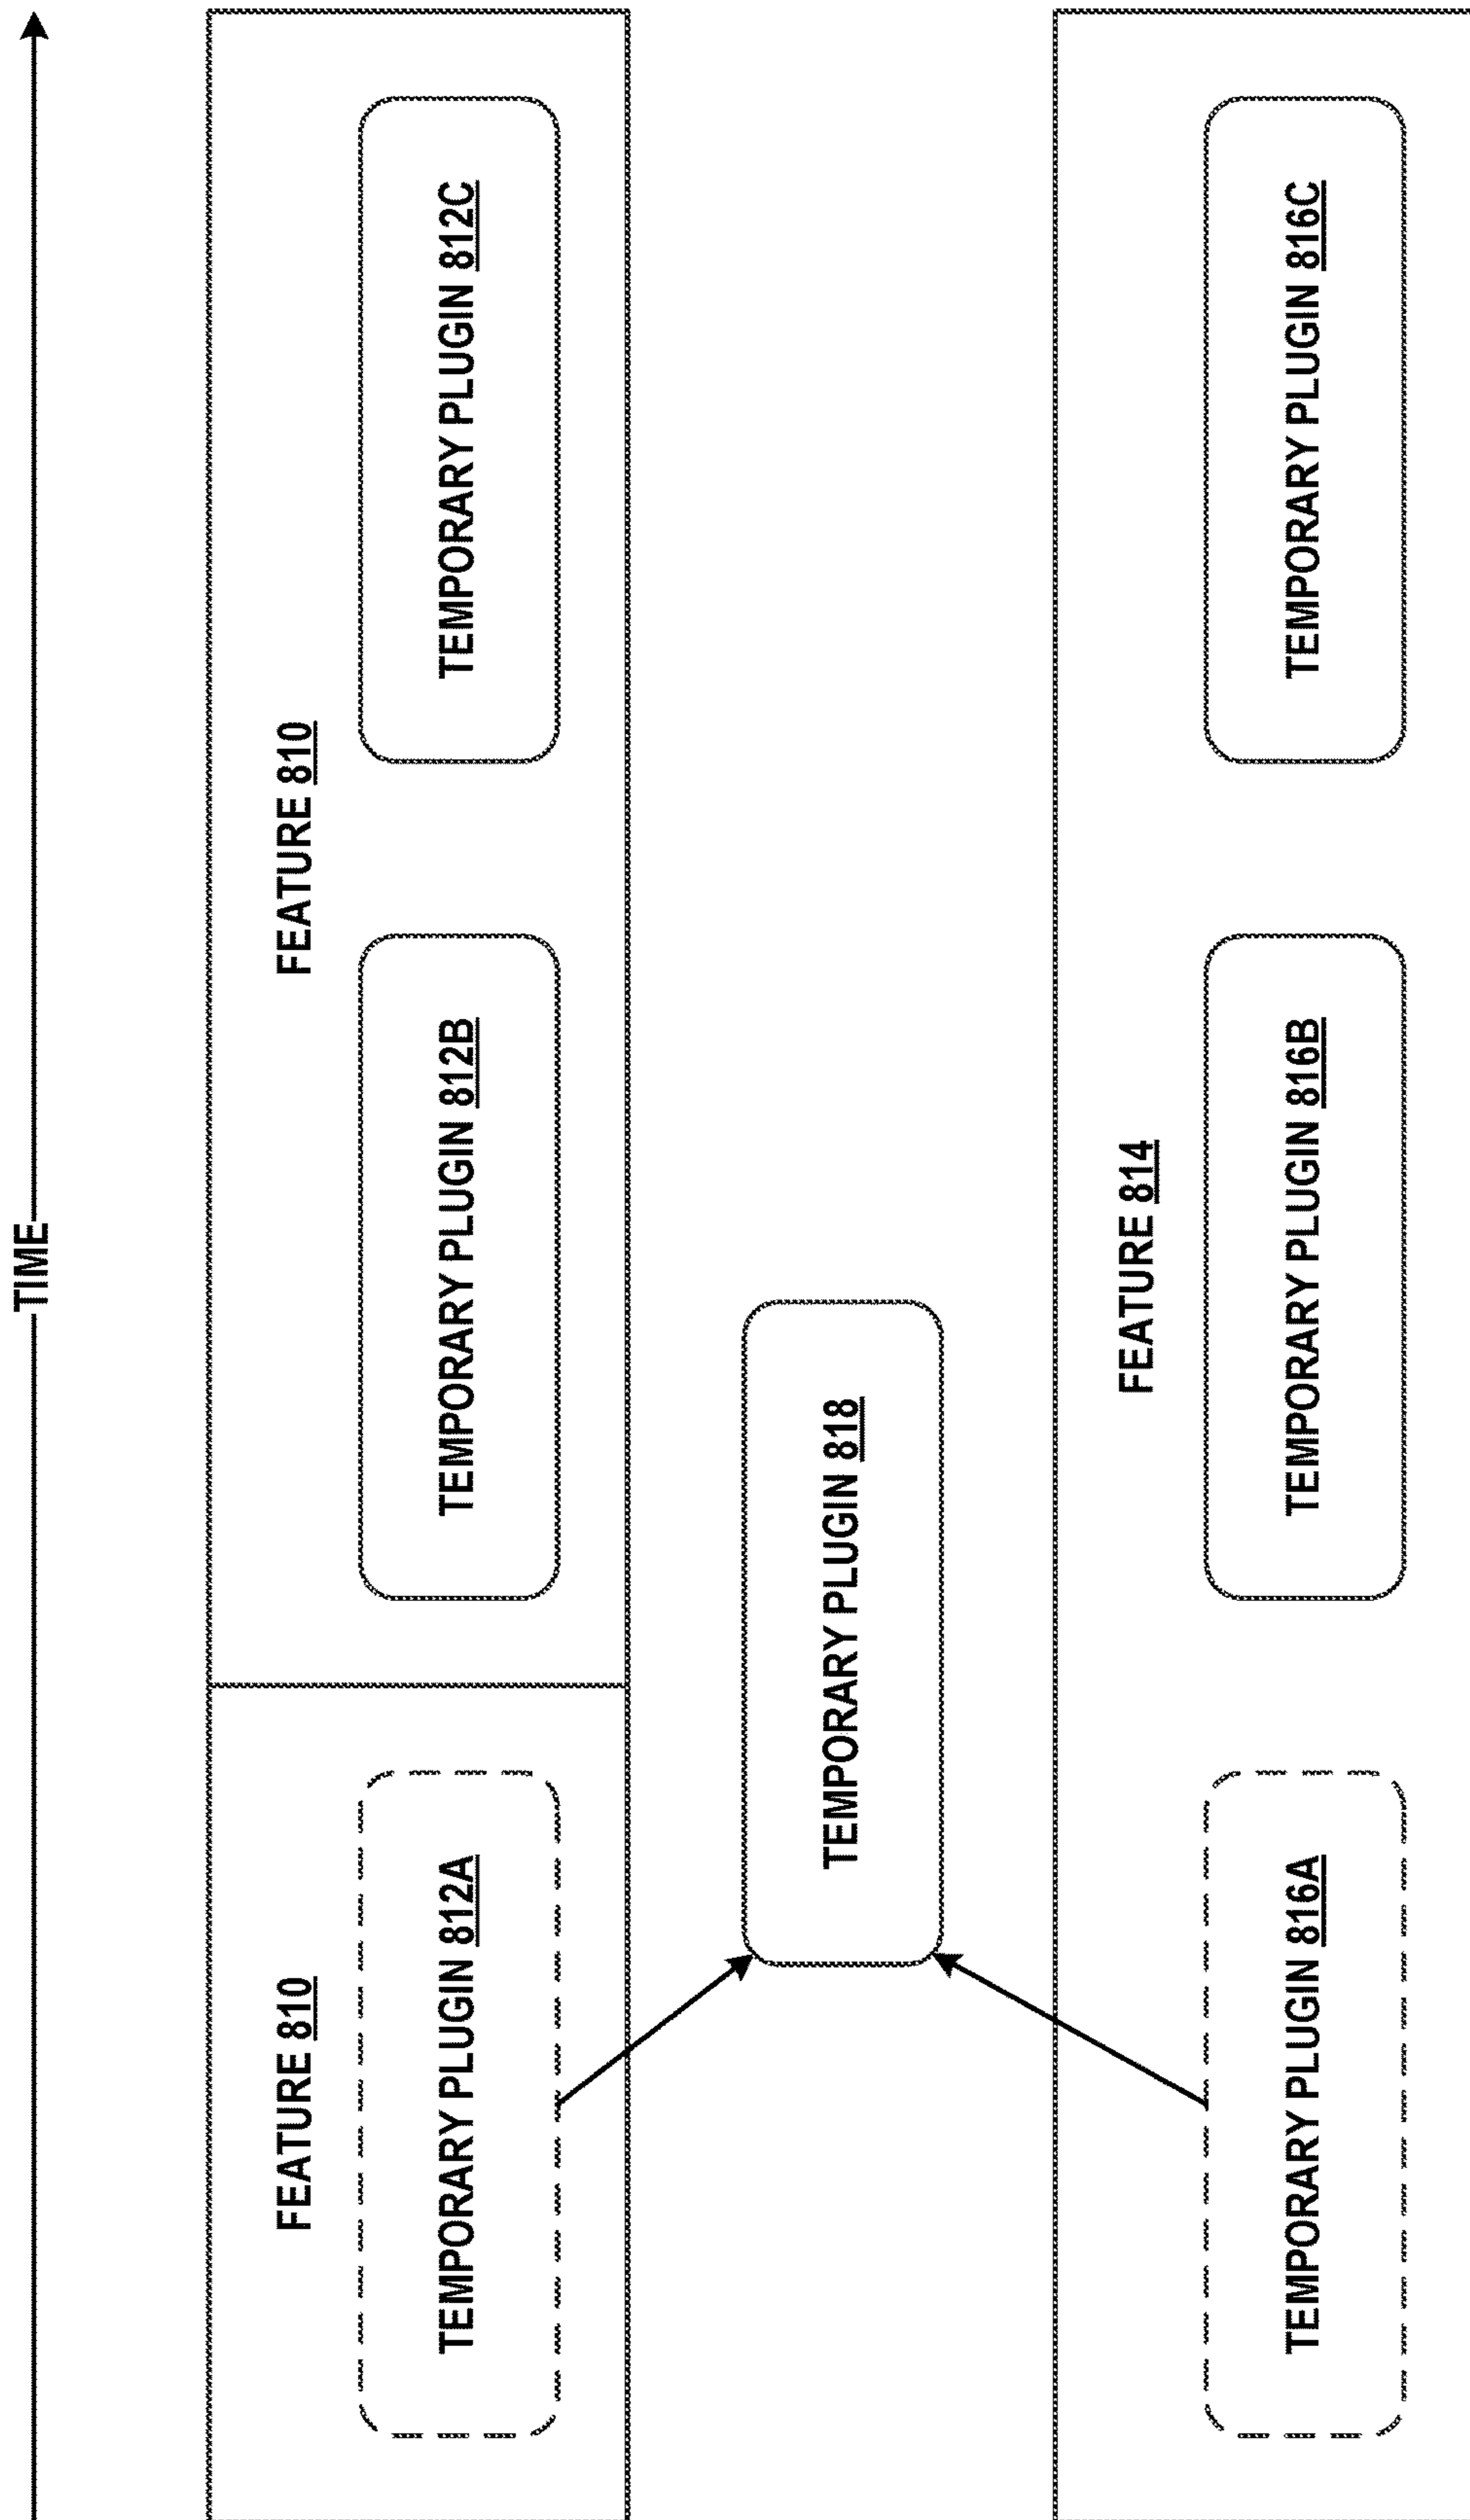 TIME
FEATURE 810
FEATURE 810
TEMPORARY PLUGIN 812A
TEMPORARY PLUGIN 812B
TEMPORARY PLUGIN 812C
TEMPORARY PLUGIN 818
FEATURE 814
TEMPORARY PLUGIN 816A
TEMPORARY PLUGIN 816B
TEMPORARY PLUGIN 816C